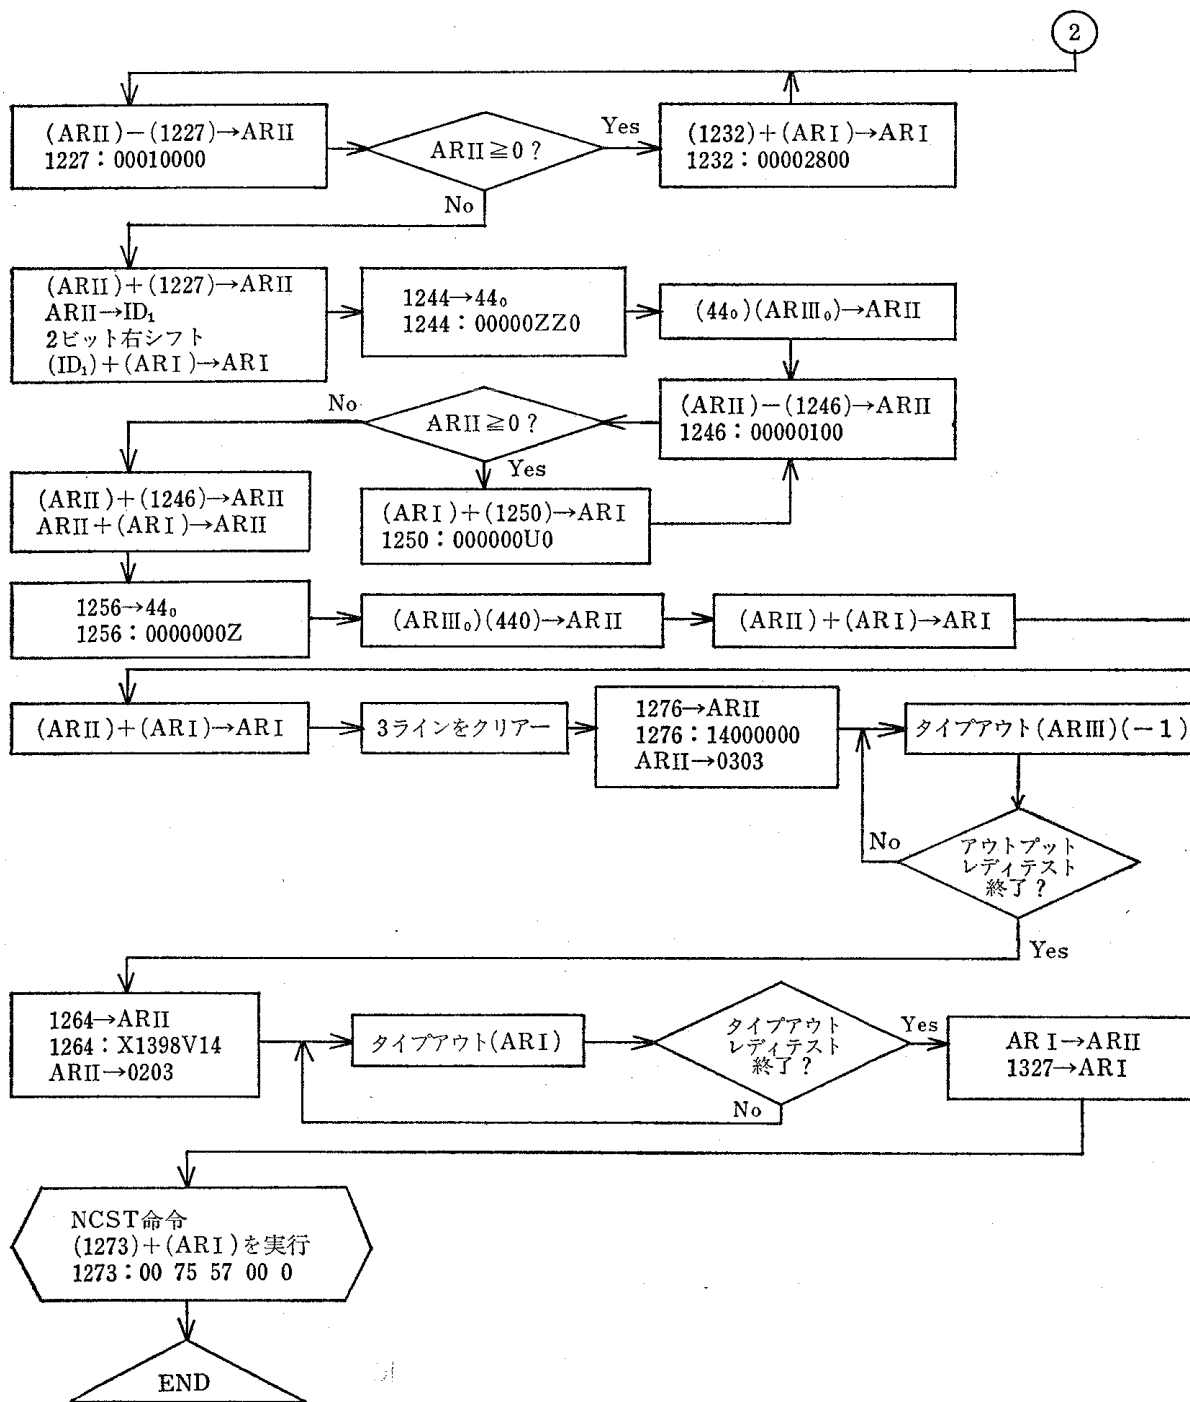 2
(ARII)−(1227)→ARII
1227：00010000
ARII≧0？
Yes
(1232)+(ARI)→ARI
1232：00002800
No
(ARII)+(1227)→ARII
ARII→ID₁
2ビット右シフト
(ID₁)+(ARI)→ARI
1244→44₀
1244：00000ZZ0
(44₀)(ARIII₀)→ARII
(ARII)−(1246)→ARII
1246：00000100
ARII≧0？
No
Yes
(ARI)+(1250)→ARI
1250：000000U0
(ARII)+(1246)→ARII
ARII+(ARI)→ARII
1256→44₀
1256：0000000Z
(ARIII₀)(440)→ARII
(ARII)+(ARI)→ARI
(ARII)+(ARI)→ARI
3ラインをクリアー
1276→ARII
1276：14000000
ARII→0303
タイプアウト(ARIII)(−1)
アウトプット
レディテスト
終了？
No
Yes
1264→ARII
1264：X1398V14
ARII→0203
タイプアウト(ARI)
タイプアウト
レディテスト
終了？
Yes
No
ARI→ARII
1327→ARI
NCST命令
(1273)+(ARI)を実行
1273：00 75 57 00 0
END